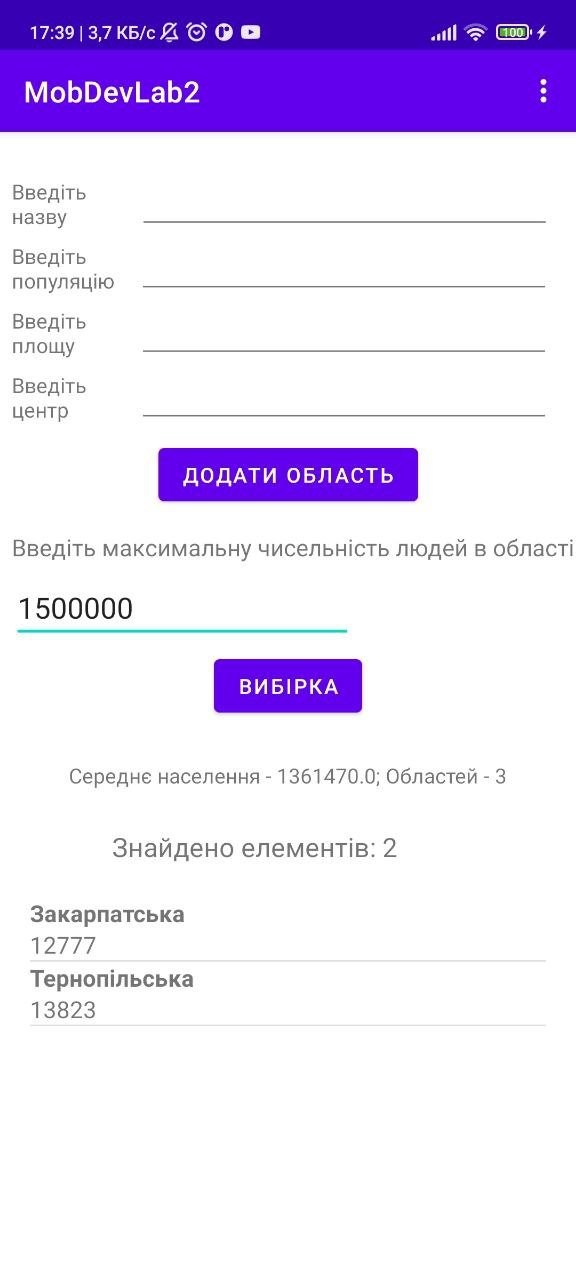 17:39 | 3,7 КБ/с
100
MobDevLab2
Введіть
назву
Введіть
популяцію
Введіть
площу
Введіть
центр
ДОДАТИ ОБЛАСТЬ
Введіть максимальну чисельність людей в області
1500000
ВИБІРКА
Середнє населення - 1361470.0; Областей - 3
Знайдено елементів: 2
Закарпатська
12777
Тернопільська
13823